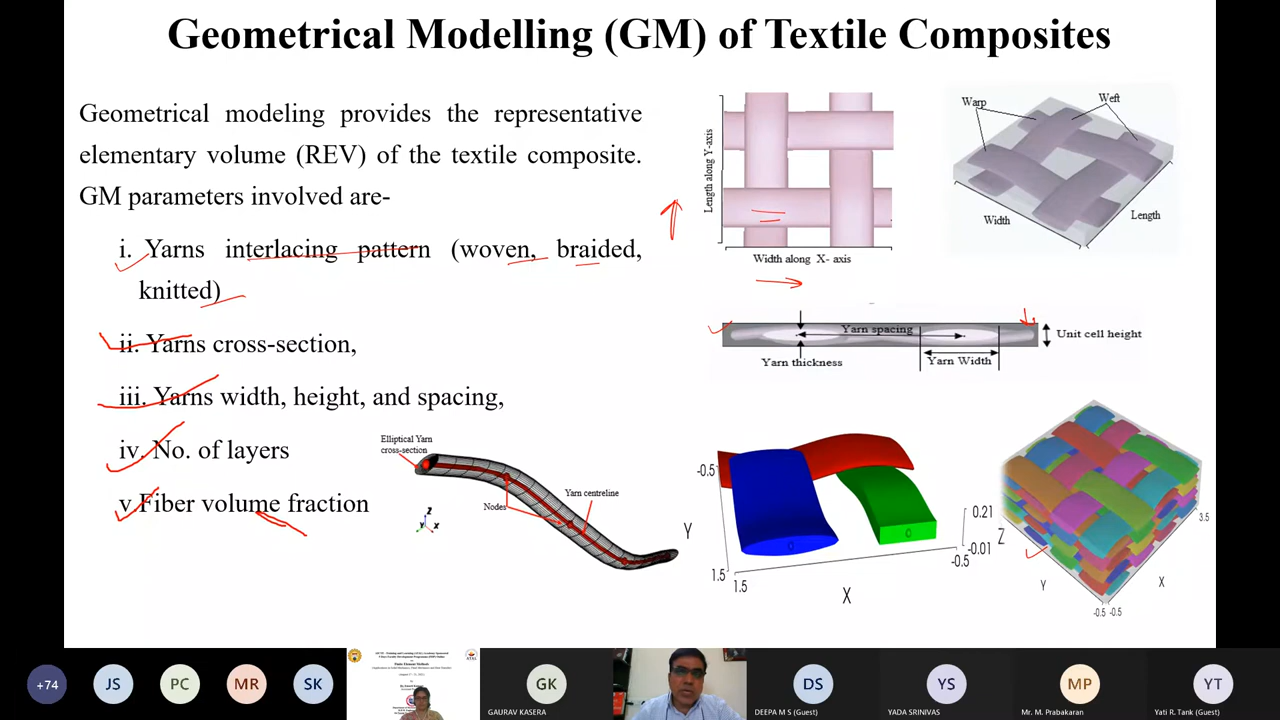 Geometrical Modelling (GM) of Textile Composites
Geometrical modeling provides the representative
elementary volume (REV) of the textile composite.
GM parameters involved are-
i. Yarns interlacing pattern (woven, braided,
knitted)
ii. Yarns cross-section,
iii. Yarns width, height, and spacing,
iv. No. of layers
v. Fiber volume fraction
Length along Y-axis
Width along X- axis
Warp
Weft
Width
Length
Yarn spacing
Unit cell height
Yarn thickness
Yarn Width
Elliptical Yarn
cross-section
Nodes
Yarn centreline
Z
Y X
-0.5
Y
1.5
1.5
X
0.21
Z
-0.01
-0.5
3.5
Y
X
-0.5 -0.5
+74
JS
PC
MR
SK
GK
GAURAV KASERA
DS
DEEPA M S (Guest)
YS
YADA SRINIVAS
MP
Mr. M. Prabakaran
YT
Yati R. Tank (Guest)